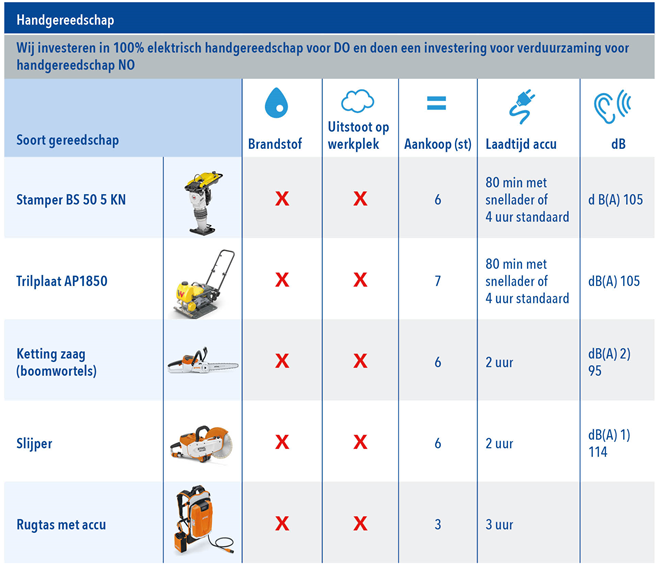 Handgereedschap
Wij investeren in 100% elektrisch handgereedschap voor DO en doen een investering voor verduurzaming voor
handgereedschap NO
Soort gereedschap
Brandstof
Uitstoot op
werkplek
Aankoop (st)
Laadtijd accu
dB
Stamper BS 50 5 KN
X
X
6
80 min met
snellader of
4 uur standaard
d B(A) 105
Trilplaat AP1850
X
X
7
80 min met
snellader of
4 uur standaard
dB(A) 105
Ketting zaag
(boomwortels)
X
X
6
2 uur
dB(A) 2)
95
Slijper
X
X
6
2 uur
dB(A) 1)
114
Rugtas met accu
X
X
3
3 uur